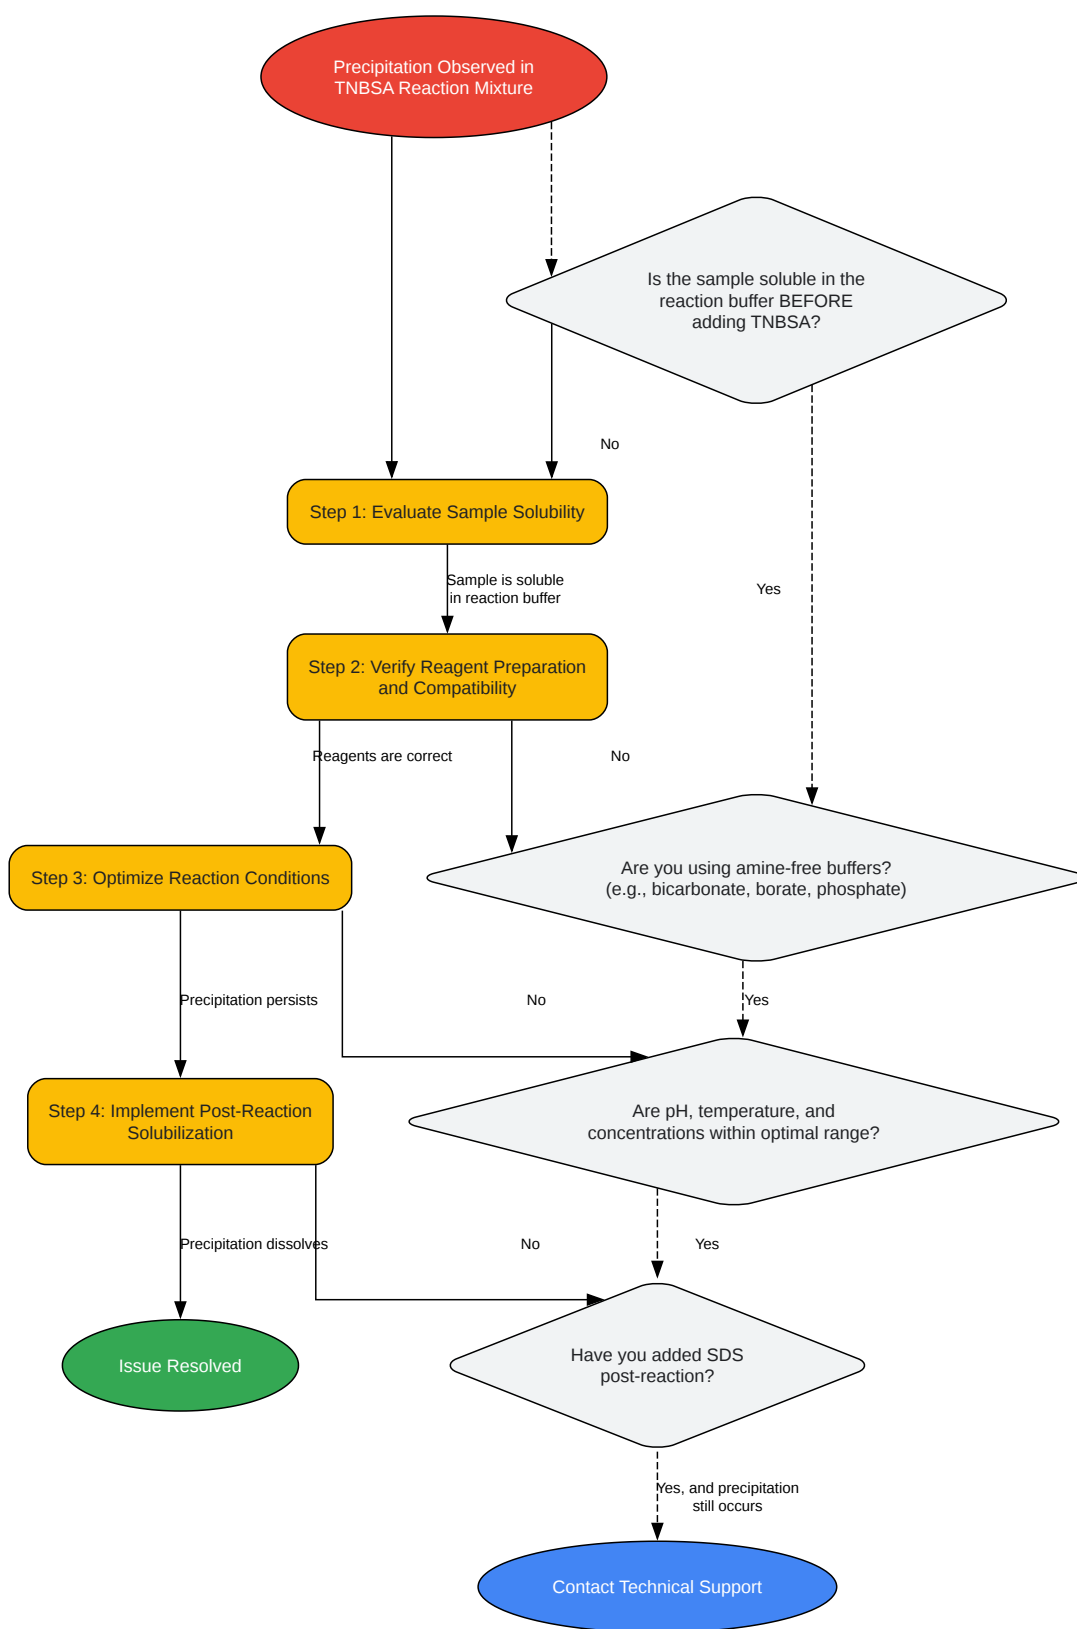 Precipitation Observed in
TNBSA Reaction Mixture
Is the sample soluble in the
reaction buffer BEFORE
adding TNBSA?
No
Step 1: Evaluate Sample Solubility
Sample is soluble
in reaction buffer
Yes
Step 2: Verify Reagent Preparation
and Compatibility
Reagents are correct
No
Step 3: Optimize Reaction Conditions
Are you using amine-free buffers?
(e.g., bicarbonate, borate, phosphate)
Precipitation persists
No
Yes
Step 4: Implement Post-Reaction
Solubilization
Are pH, temperature, and
concentrations within optimal range?
Precipitation dissolves
No
Yes
Issue Resolved
Have you added SDS
post-reaction?
Yes, and precipitation
still occurs
Contact Technical Support